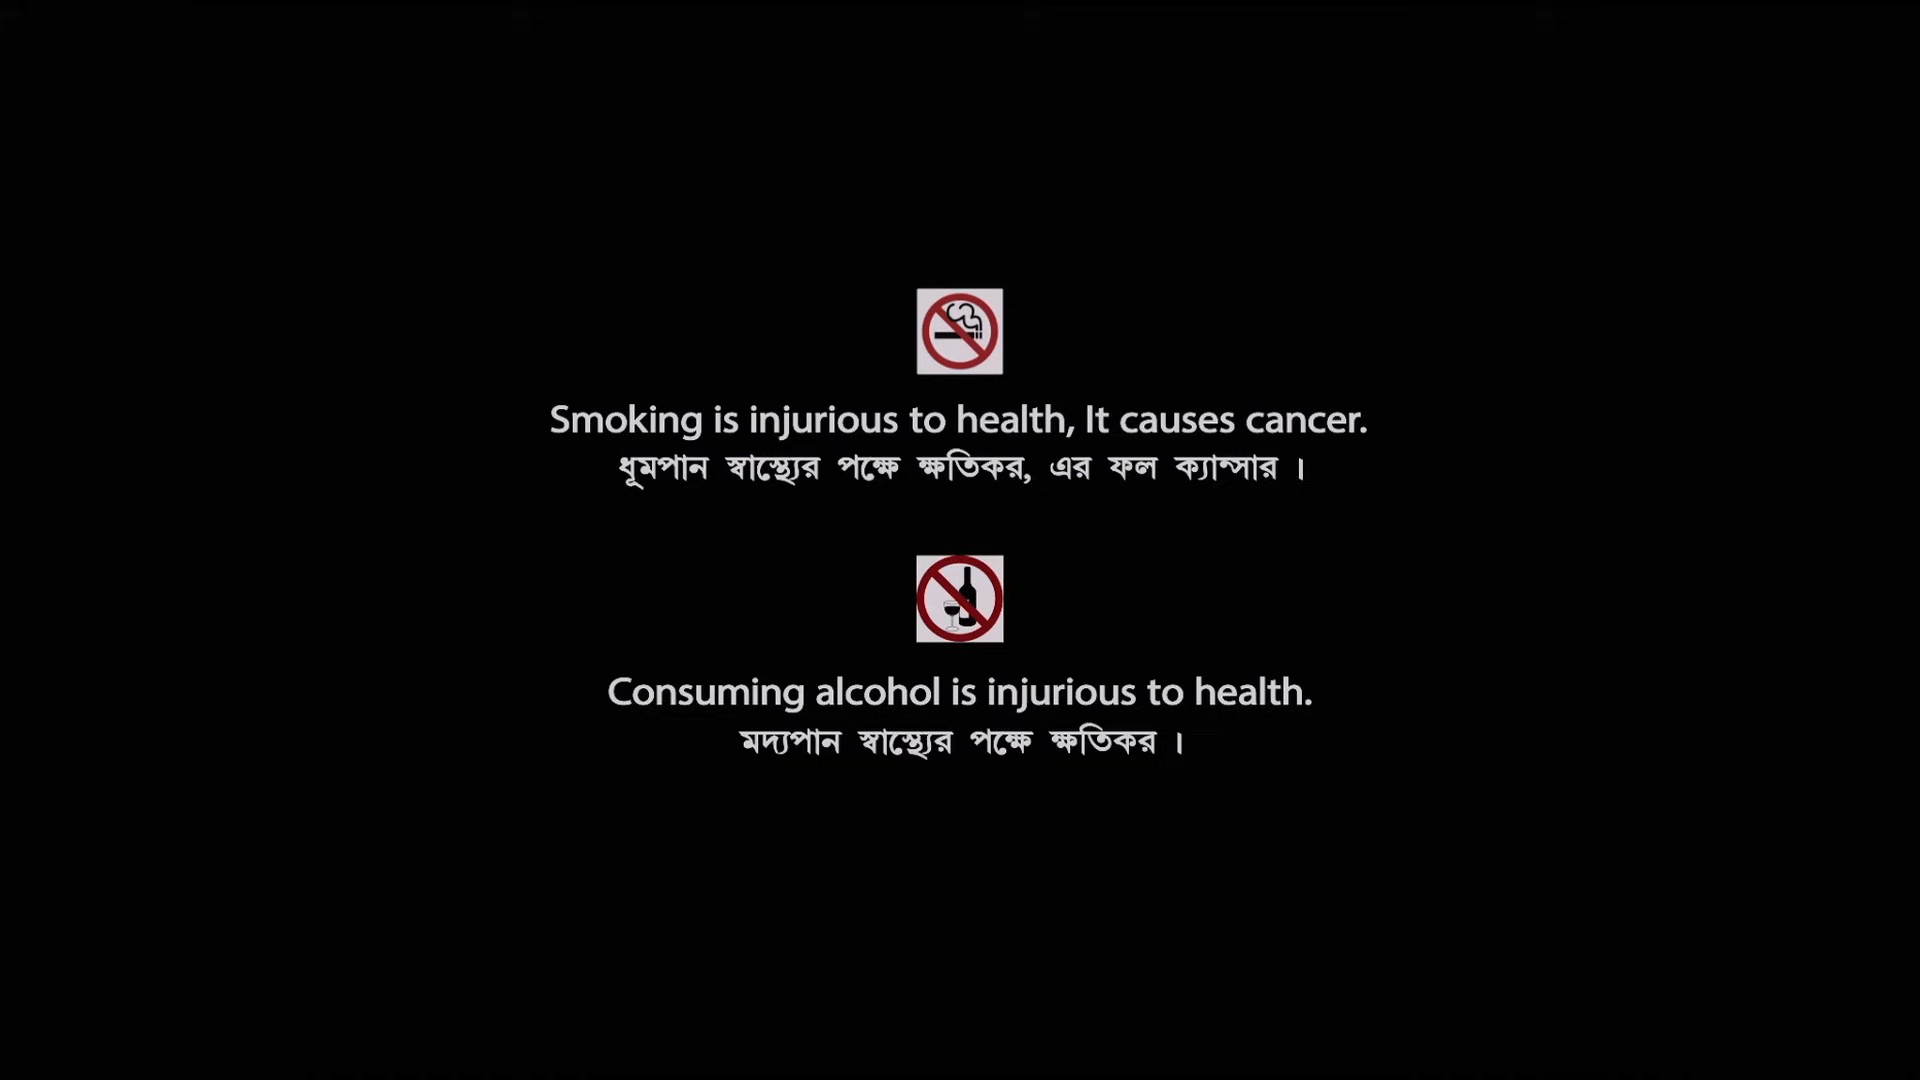 Smoking is injurious to health, It causes cancer.
ধূমপান স্বাস্থ্যের পক্ষে ক্ষতিকর, এর ফল ক্যান্সার ।
Consuming alcohol is injurious to health.
মদ্যপান স্বাস্থ্যের পক্ষে ক্ষতিকর ।